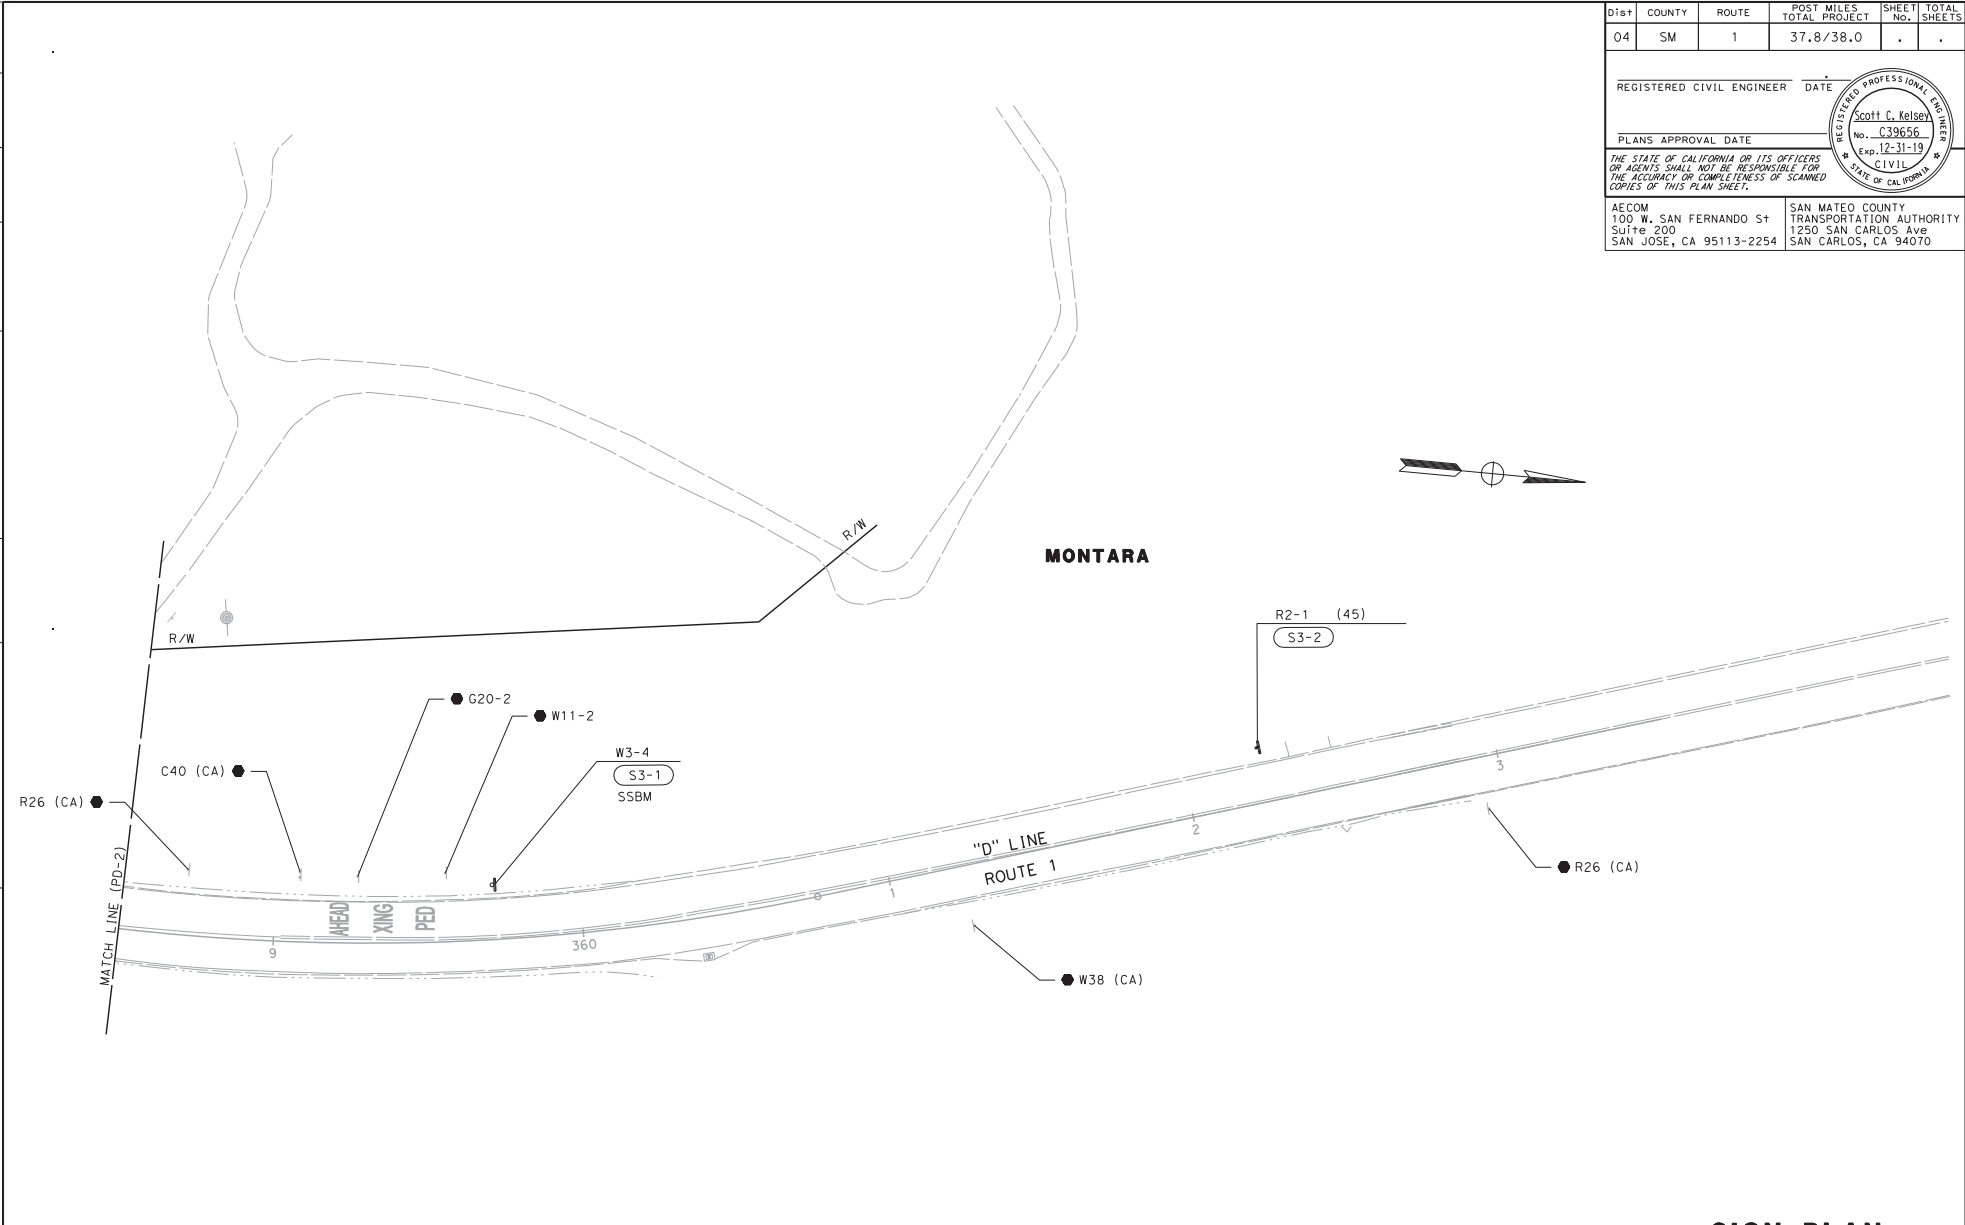 Dist COUNTY ROUTE POST MILES TOTAL PROJECT SHEET No. TOTAL SHEETS
04 SM 1 37.8/38.0 . .
REGISTERED CIVIL ENGINEER DATE
PLANS APPROVAL DATE
REGISTERED PROFESSIONAL ENGINEER
Scott C. Kelsey
No. C39656
Exp. 12-31-19
CIVIL
STATE OF CALIFORNIA
THE STATE OF CALIFORNIA OR ITS OFFICERS
OR AGENTS SHALL NOT BE RESPONSIBLE FOR
THE ACCURACY OR COMPLETENESS OF SCANNED
COPIES OF THIS PLAN SHEET.
AECOM
100 W. SAN FERNANDO St
Suite 200
SAN JOSE, CA 95113-2254
SAN MATEO COUNTY
TRANSPORTATION AUTHORITY
1250 SAN CARLOS Ave
SAN CARLOS, CA 94070
R/W
MONTARA
R/W
R2-1 (45)
S3-2
G20-2
W11-2
W3-4
S3-1
SSBM
C40 (CA)
R26 (CA)
3
2
"D" LINE
ROUTE 1
1
0
R26 (CA)
AHEAD
XING
PED
9
360
MATCH LINE (PD-2)
W38 (CA)
SIGN PLAN